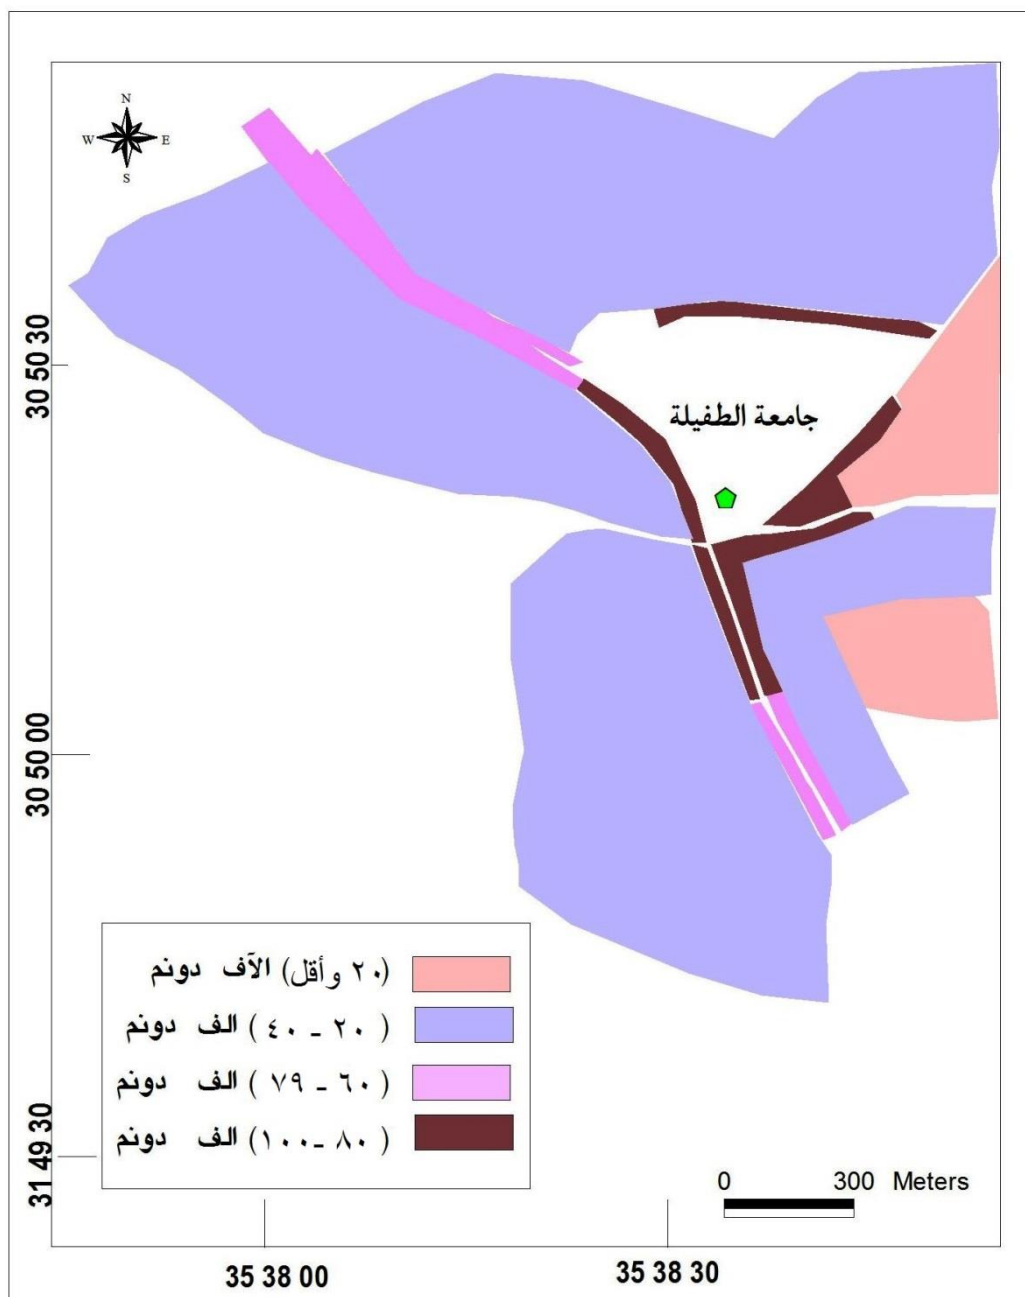 N
W E
S
30 50 30
جامعة الطفيلة
30 50 00
(٢٠ وأقل) الآف دونم
( ٢٠ - ٤٠ ) الف دونم
( ٦٠ - ٧٩ ) الف دونم
( ٨٠ -١٠٠) الف دونم
31 49 30
0 300 Meters
35 38 00
35 38 30